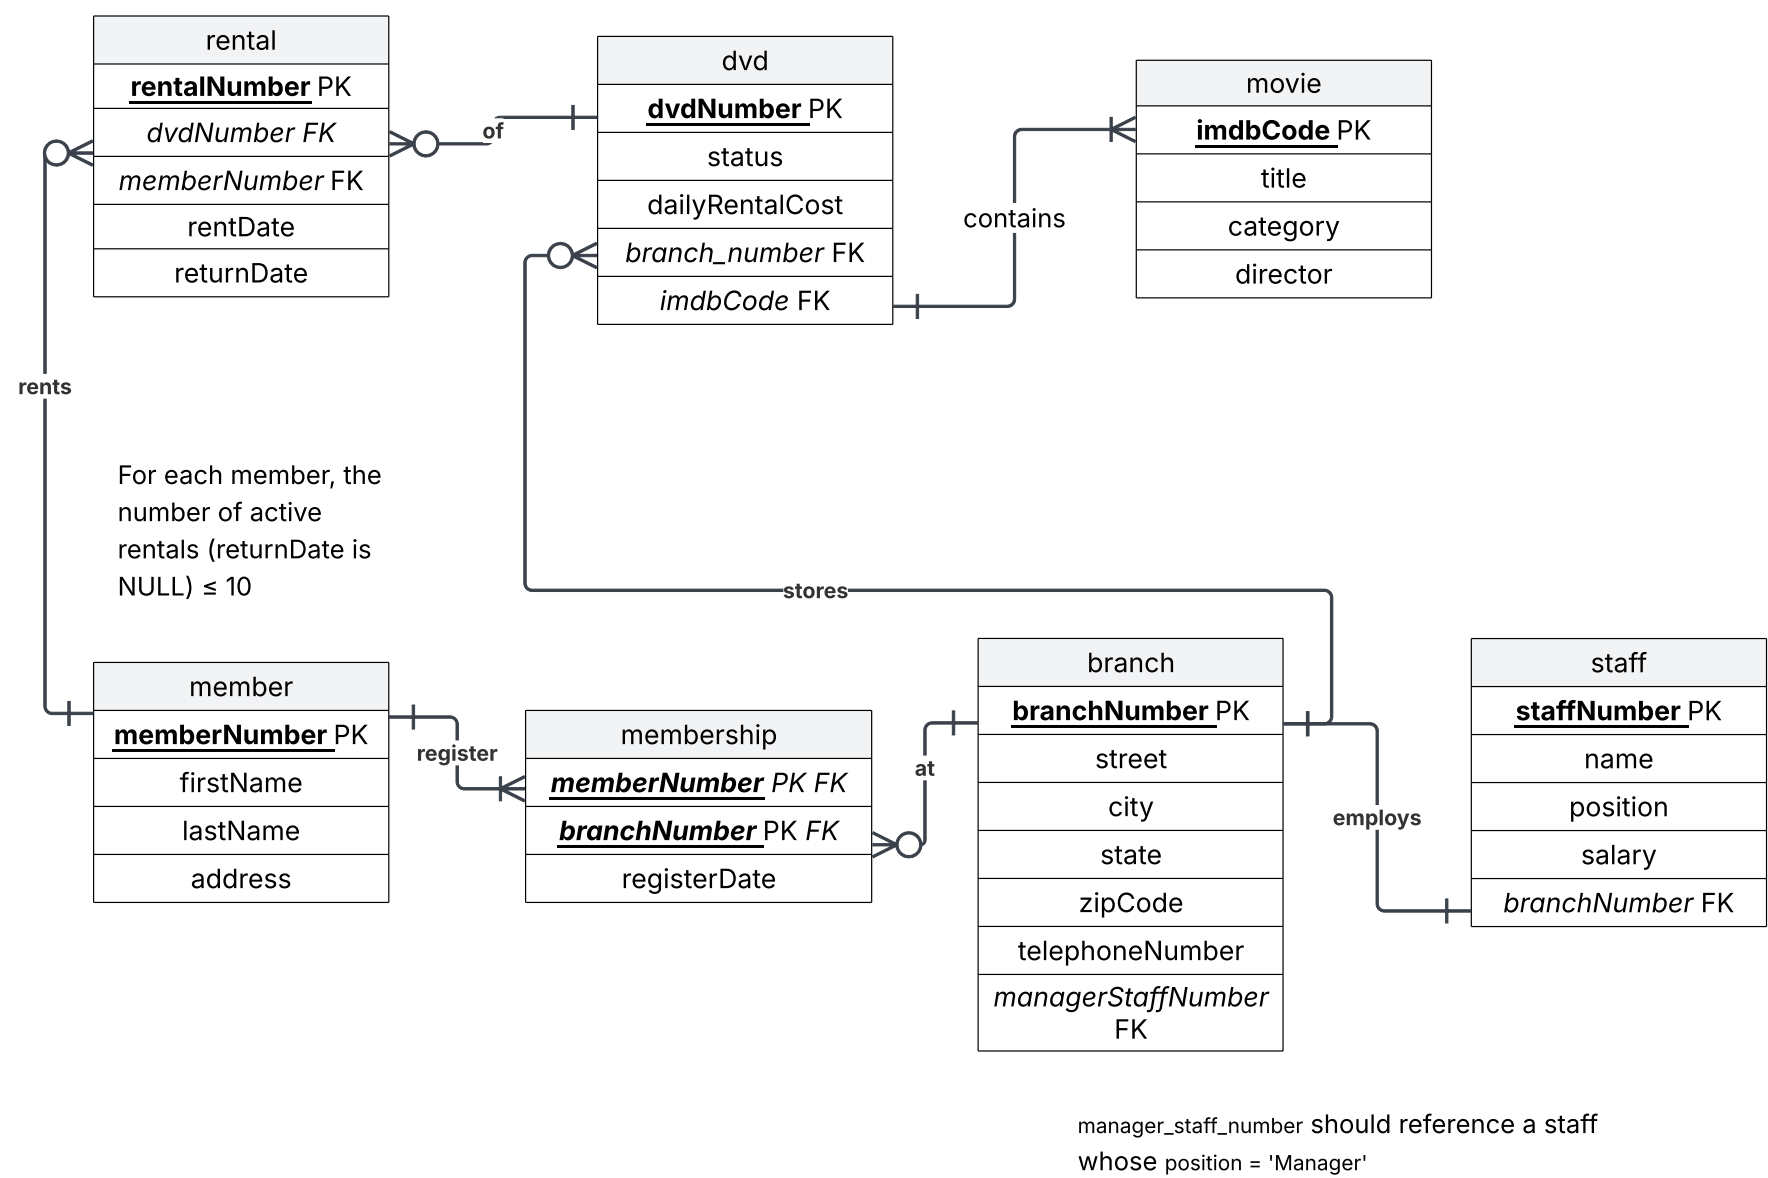 rental
rentalNumber PK
dvdNumber FK
memberNumber FK
rentDate
returnDate
of
dvd
dvdNumber PK
status
dailyRentalCost
branch_number FK
imdbCode FK
contains
movie
imdbCode PK
title
category
director
rents
For each member, the
number of active
rentals (returnDate is
NULL) ≤ 10
stores
member
memberNumber PK
firstName
lastName
address
register
membership
memberNumber PK FK
branchNumber PK FK
registerDate
at
branch
branchNumber PK
street
city
state
zipCode
telephoneNumber
managerStaffNumber
FK
employs
staff
staffNumber PK
name
position
salary
branchNumber FK
manager_staff_number should reference a staff
whose position = 'Manager'